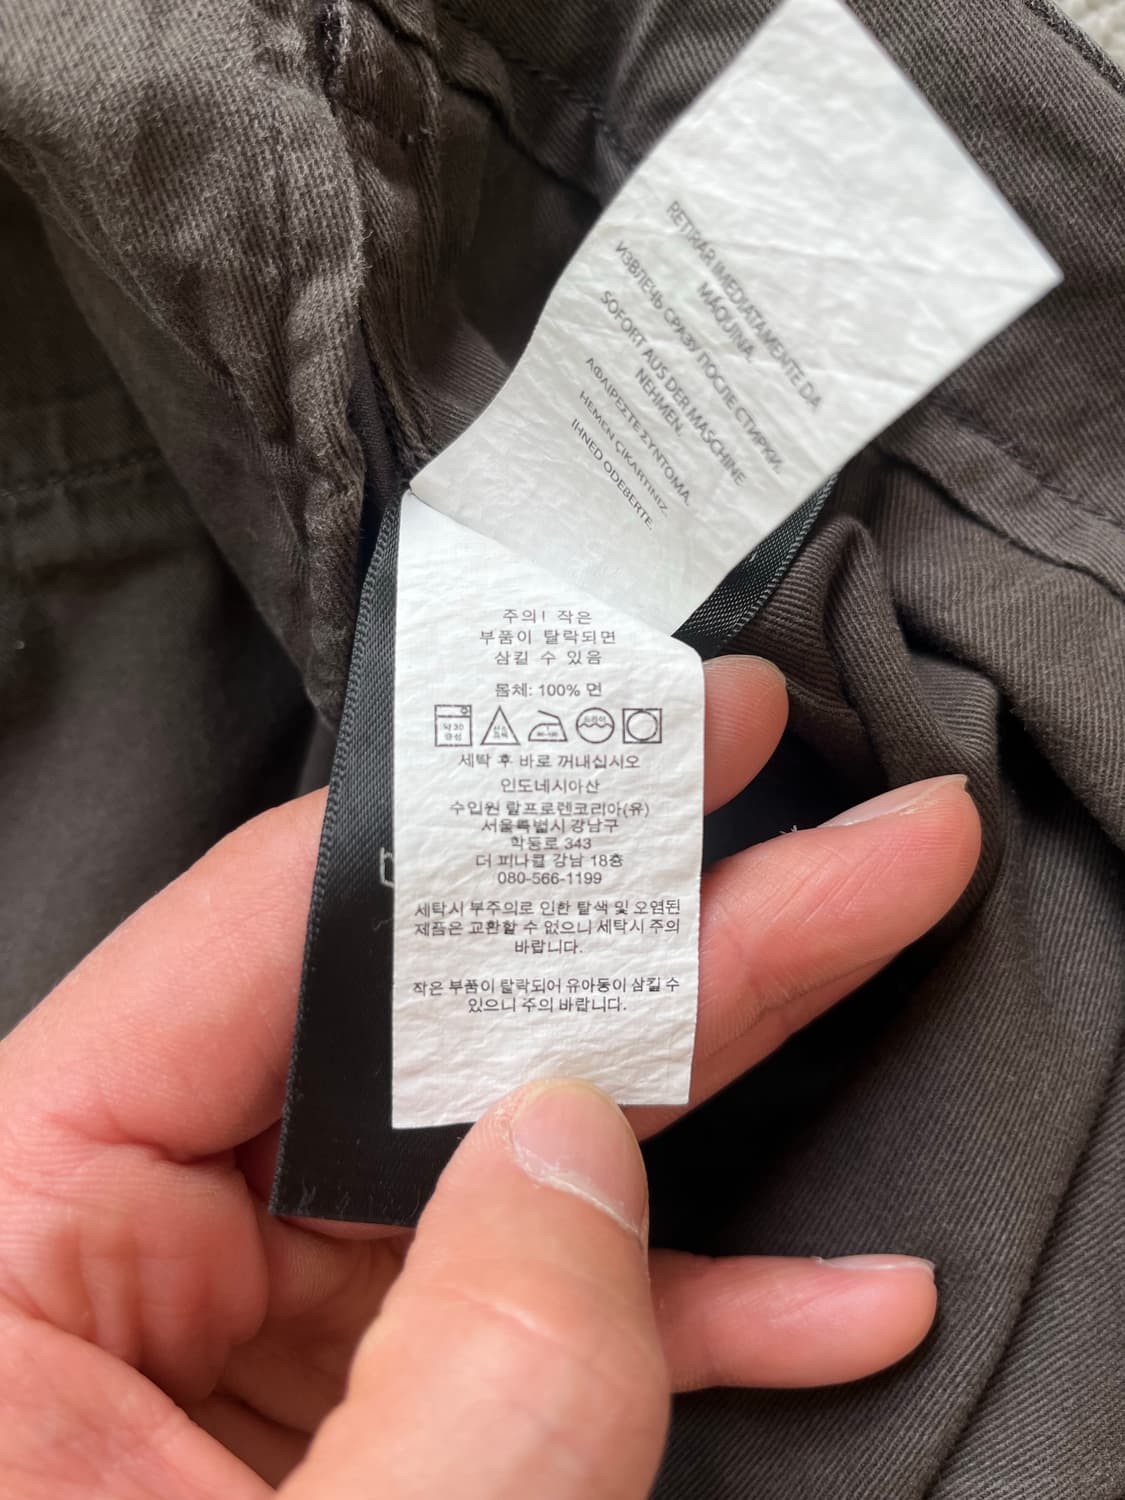 RETIRAR IMEDIATAMENTE DA
MÁQUINA.
ИЗВЛЕЧЬ СРАЗУ ПОСЛЕ СТИРКИ.
SOFORT AUS DER MASCHINE
NEHMEN.
ΑΦΑΙΡΕΣΤΕ ΣΥΝΤΟΜΑ.
HEMEN ÇIKARTINIZ.
IHNED ODEBERTE.
주의! 작은
부품이 탈락되면
삼킬 수 있음
몸체: 100% 면
약 30
중성
세탁 후 바로 꺼내십시오
인도네시아산
수입원 랄프로렌코리아(유)
서울특별시 강남구
학동로 343
더 피나클 강남 18층
080-566-1199
세탁시 부주의로 인한 탈색 및 오염된
제품은 교환할 수 없으니 세탁시 주의
바랍니다.
작은 부품이 탈락되어 유아동이 삼킬 수
있으니 주의 바랍니다.